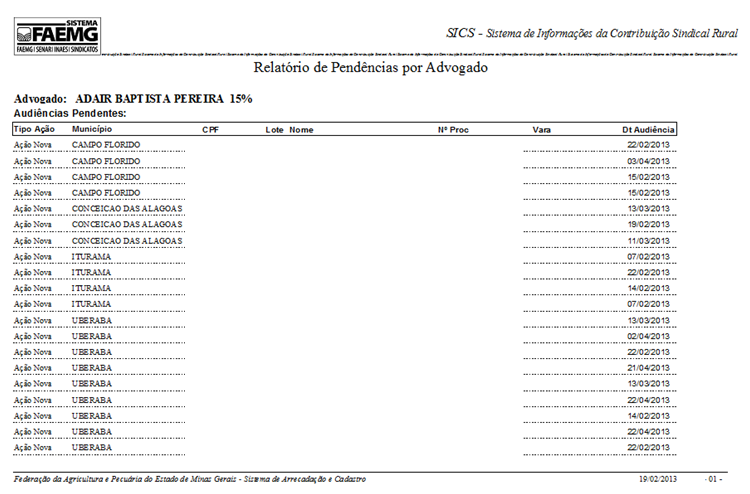 SISTEMA
FAEMG
FAEMG | SENAR | INAES | SINDICATOS
SICS - Sistema de Informações da Contribuição Sindical Rural
Relatório de Pendências por Advogado
Advogado: ADAIR BAPTISTA PEREIRA 15%
Audiências Pendentes:
Tipo Ação Município CPF Lote Nome Nº Proc Vara Dt Audiência
Ação Nova CAMPO FLORIDO 22/02/2013
Ação Nova CAMPO FLORIDO 03/04/2013
Ação Nova CAMPO FLORIDO 15/02/2013
Ação Nova CAMPO FLORIDO 15/02/2013
Ação Nova CONCEICAO DAS ALAGOAS 13/03/2013
Ação Nova CONCEICAO DAS ALAGOAS 19/02/2013
Ação Nova CONCEICAO DAS ALAGOAS 11/03/2013
Ação Nova ITURAMA 07/02/2013
Ação Nova ITURAMA 22/02/2013
Ação Nova ITURAMA 14/02/2013
Ação Nova ITURAMA 07/02/2013
Ação Nova UBERABA 13/03/2013
Ação Nova UBERABA 02/04/2013
Ação Nova UBERABA 22/02/2013
Ação Nova UBERABA 21/04/2013
Ação Nova UBERABA 13/03/2013
Ação Nova UBERABA 22/04/2013
Ação Nova UBERABA 14/02/2013
Ação Nova UBERABA 22/04/2013
Ação Nova UBERABA 22/02/2013
Federação da Agricultura e Pecuária do Estado de Minas Gerais - Sistema de Arrecadação e Cadastro 19/02/2013 - 01 -